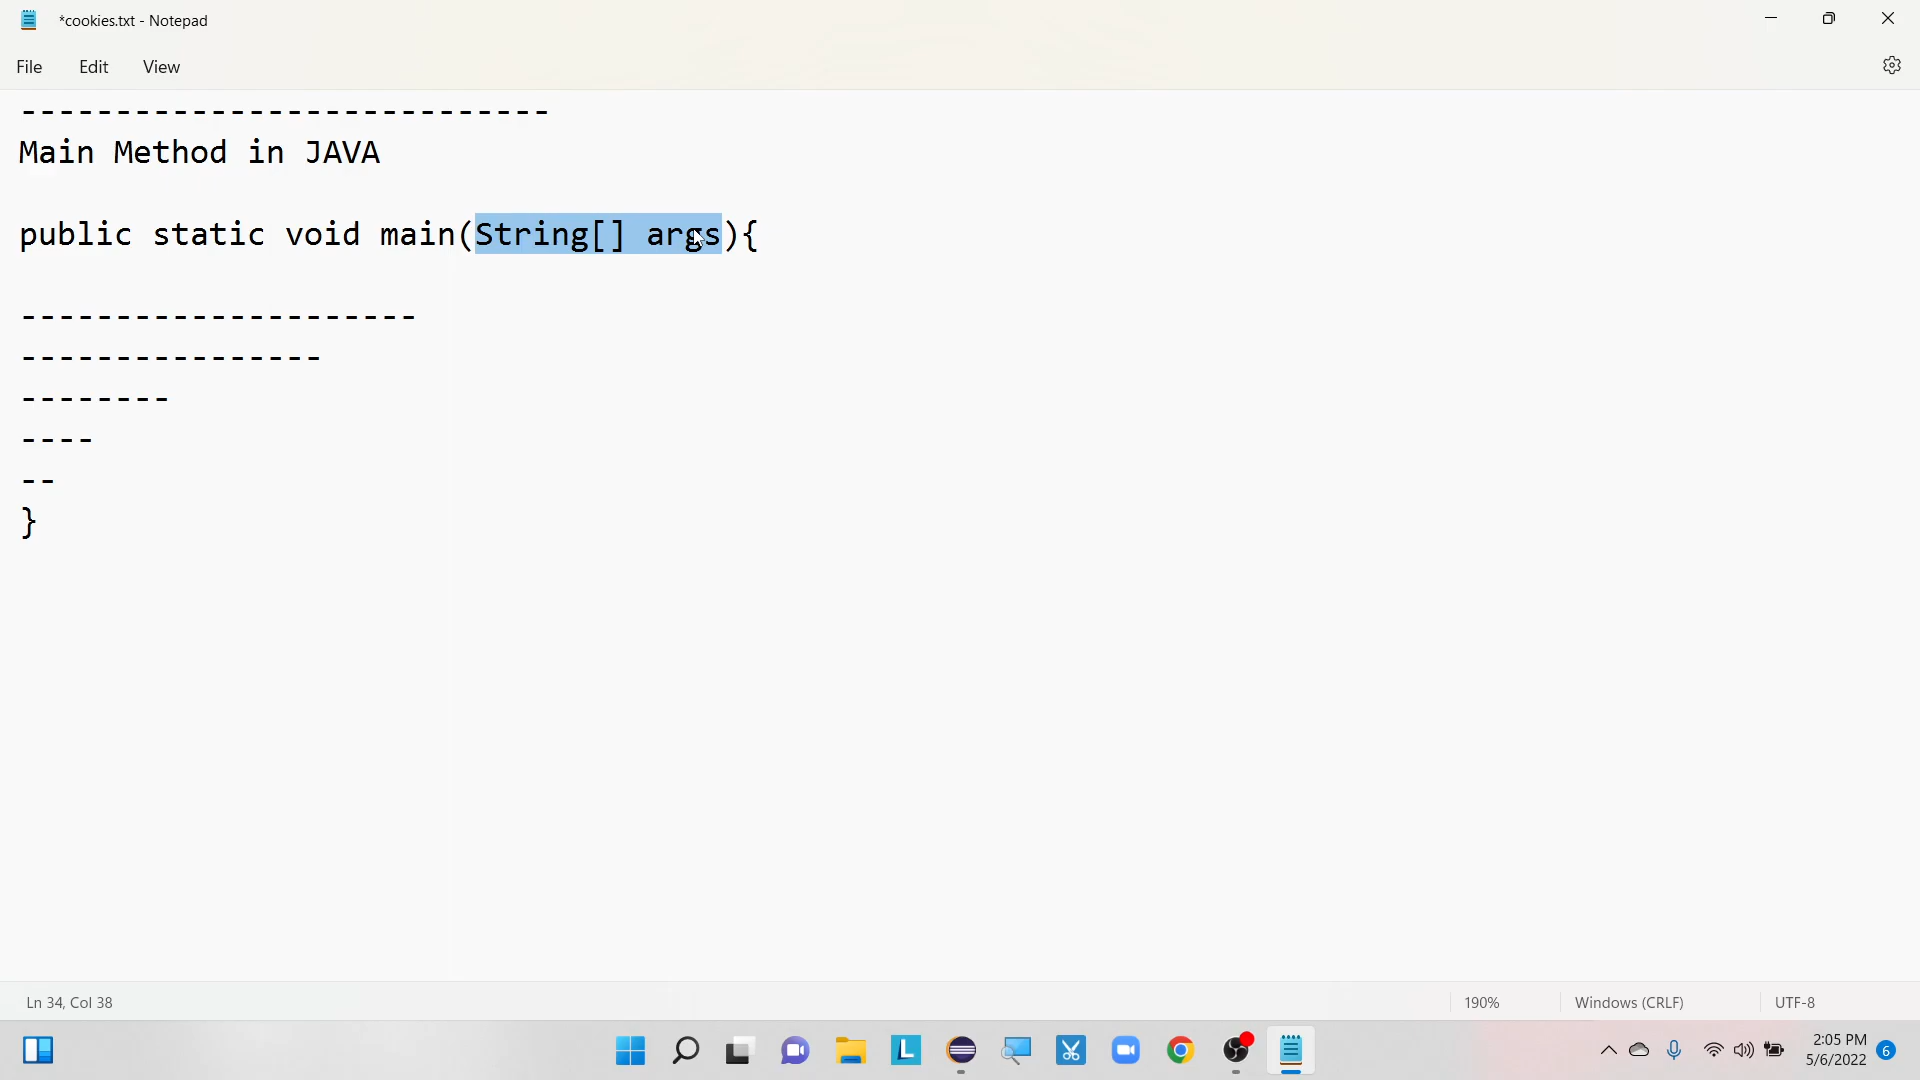 *cookies.txt - Notepad
File Edit View
----------------------------
Main Method in JAVA
public static void main(String[] args){
---------------------
----------------
--------
----
--
}
Ln 34, Col 38 190% Windows (CRLF) UTF-8
L
2:05 PM
5/6/2022 6